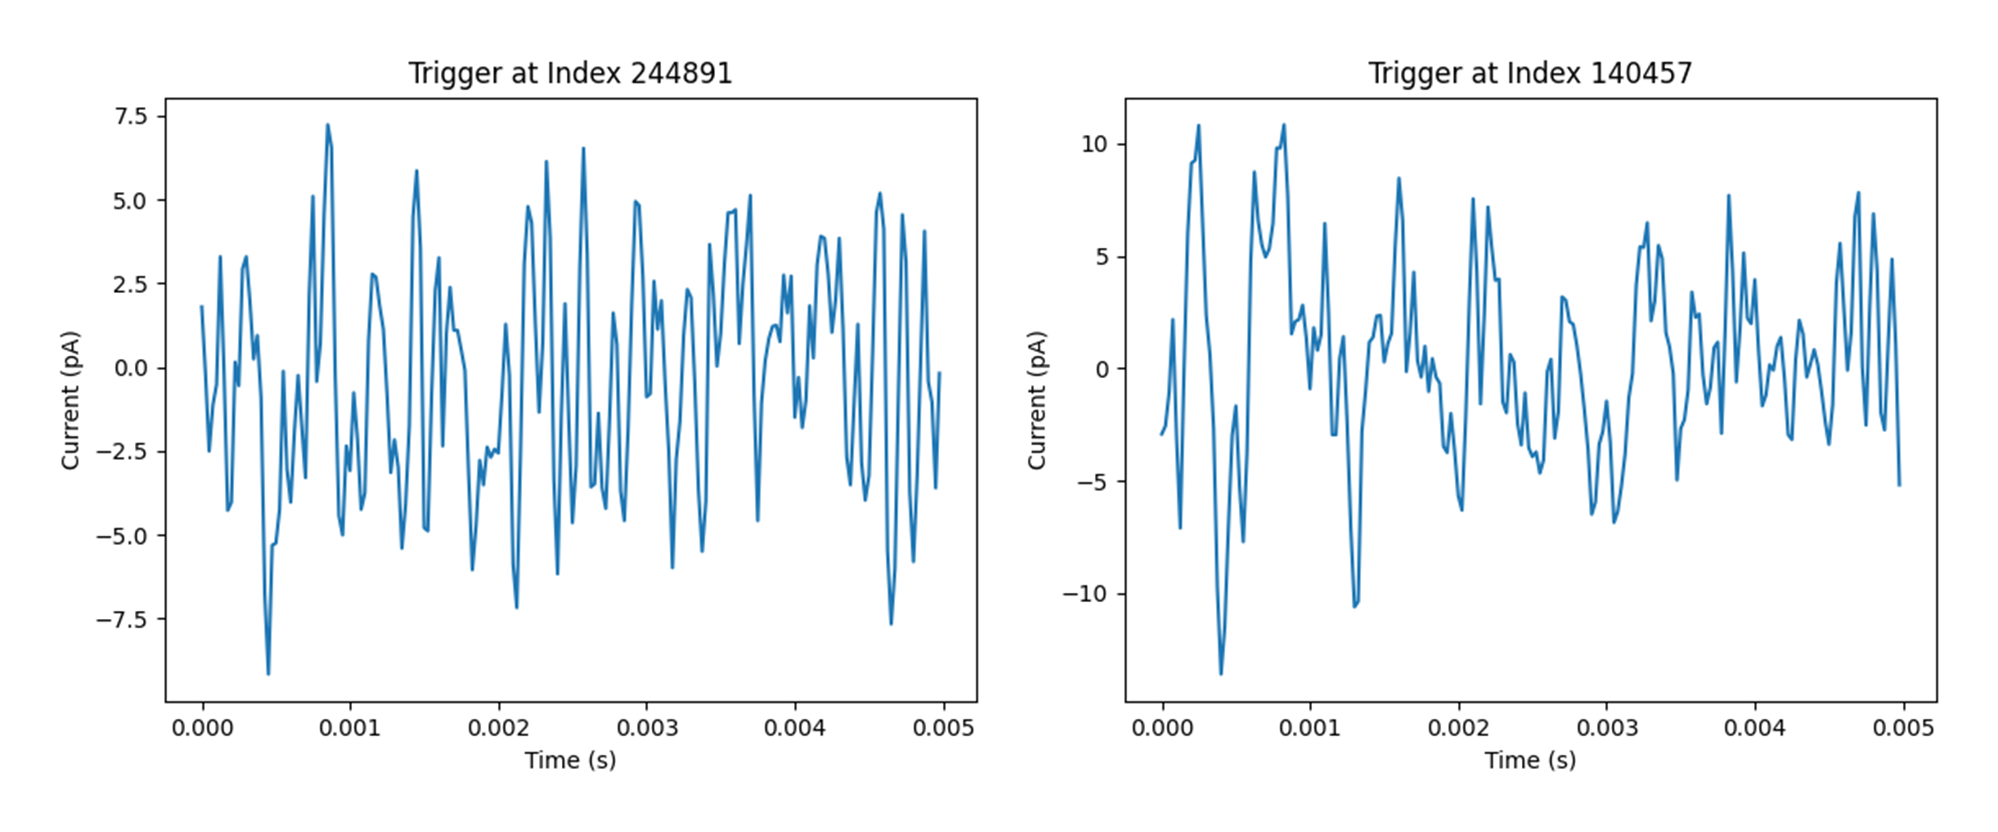 Trigger at Index 244891
7.5
5.0
2.5
0.0
−2.5
−5.0
−7.5
Current (pA)
0.000 0.001 0.002 0.003 0.004 0.005
Time (s)
Trigger at Index 140457
10
5
0
−5
−10
Current (pA)
0.000 0.001 0.002 0.003 0.004 0.005
Time (s)